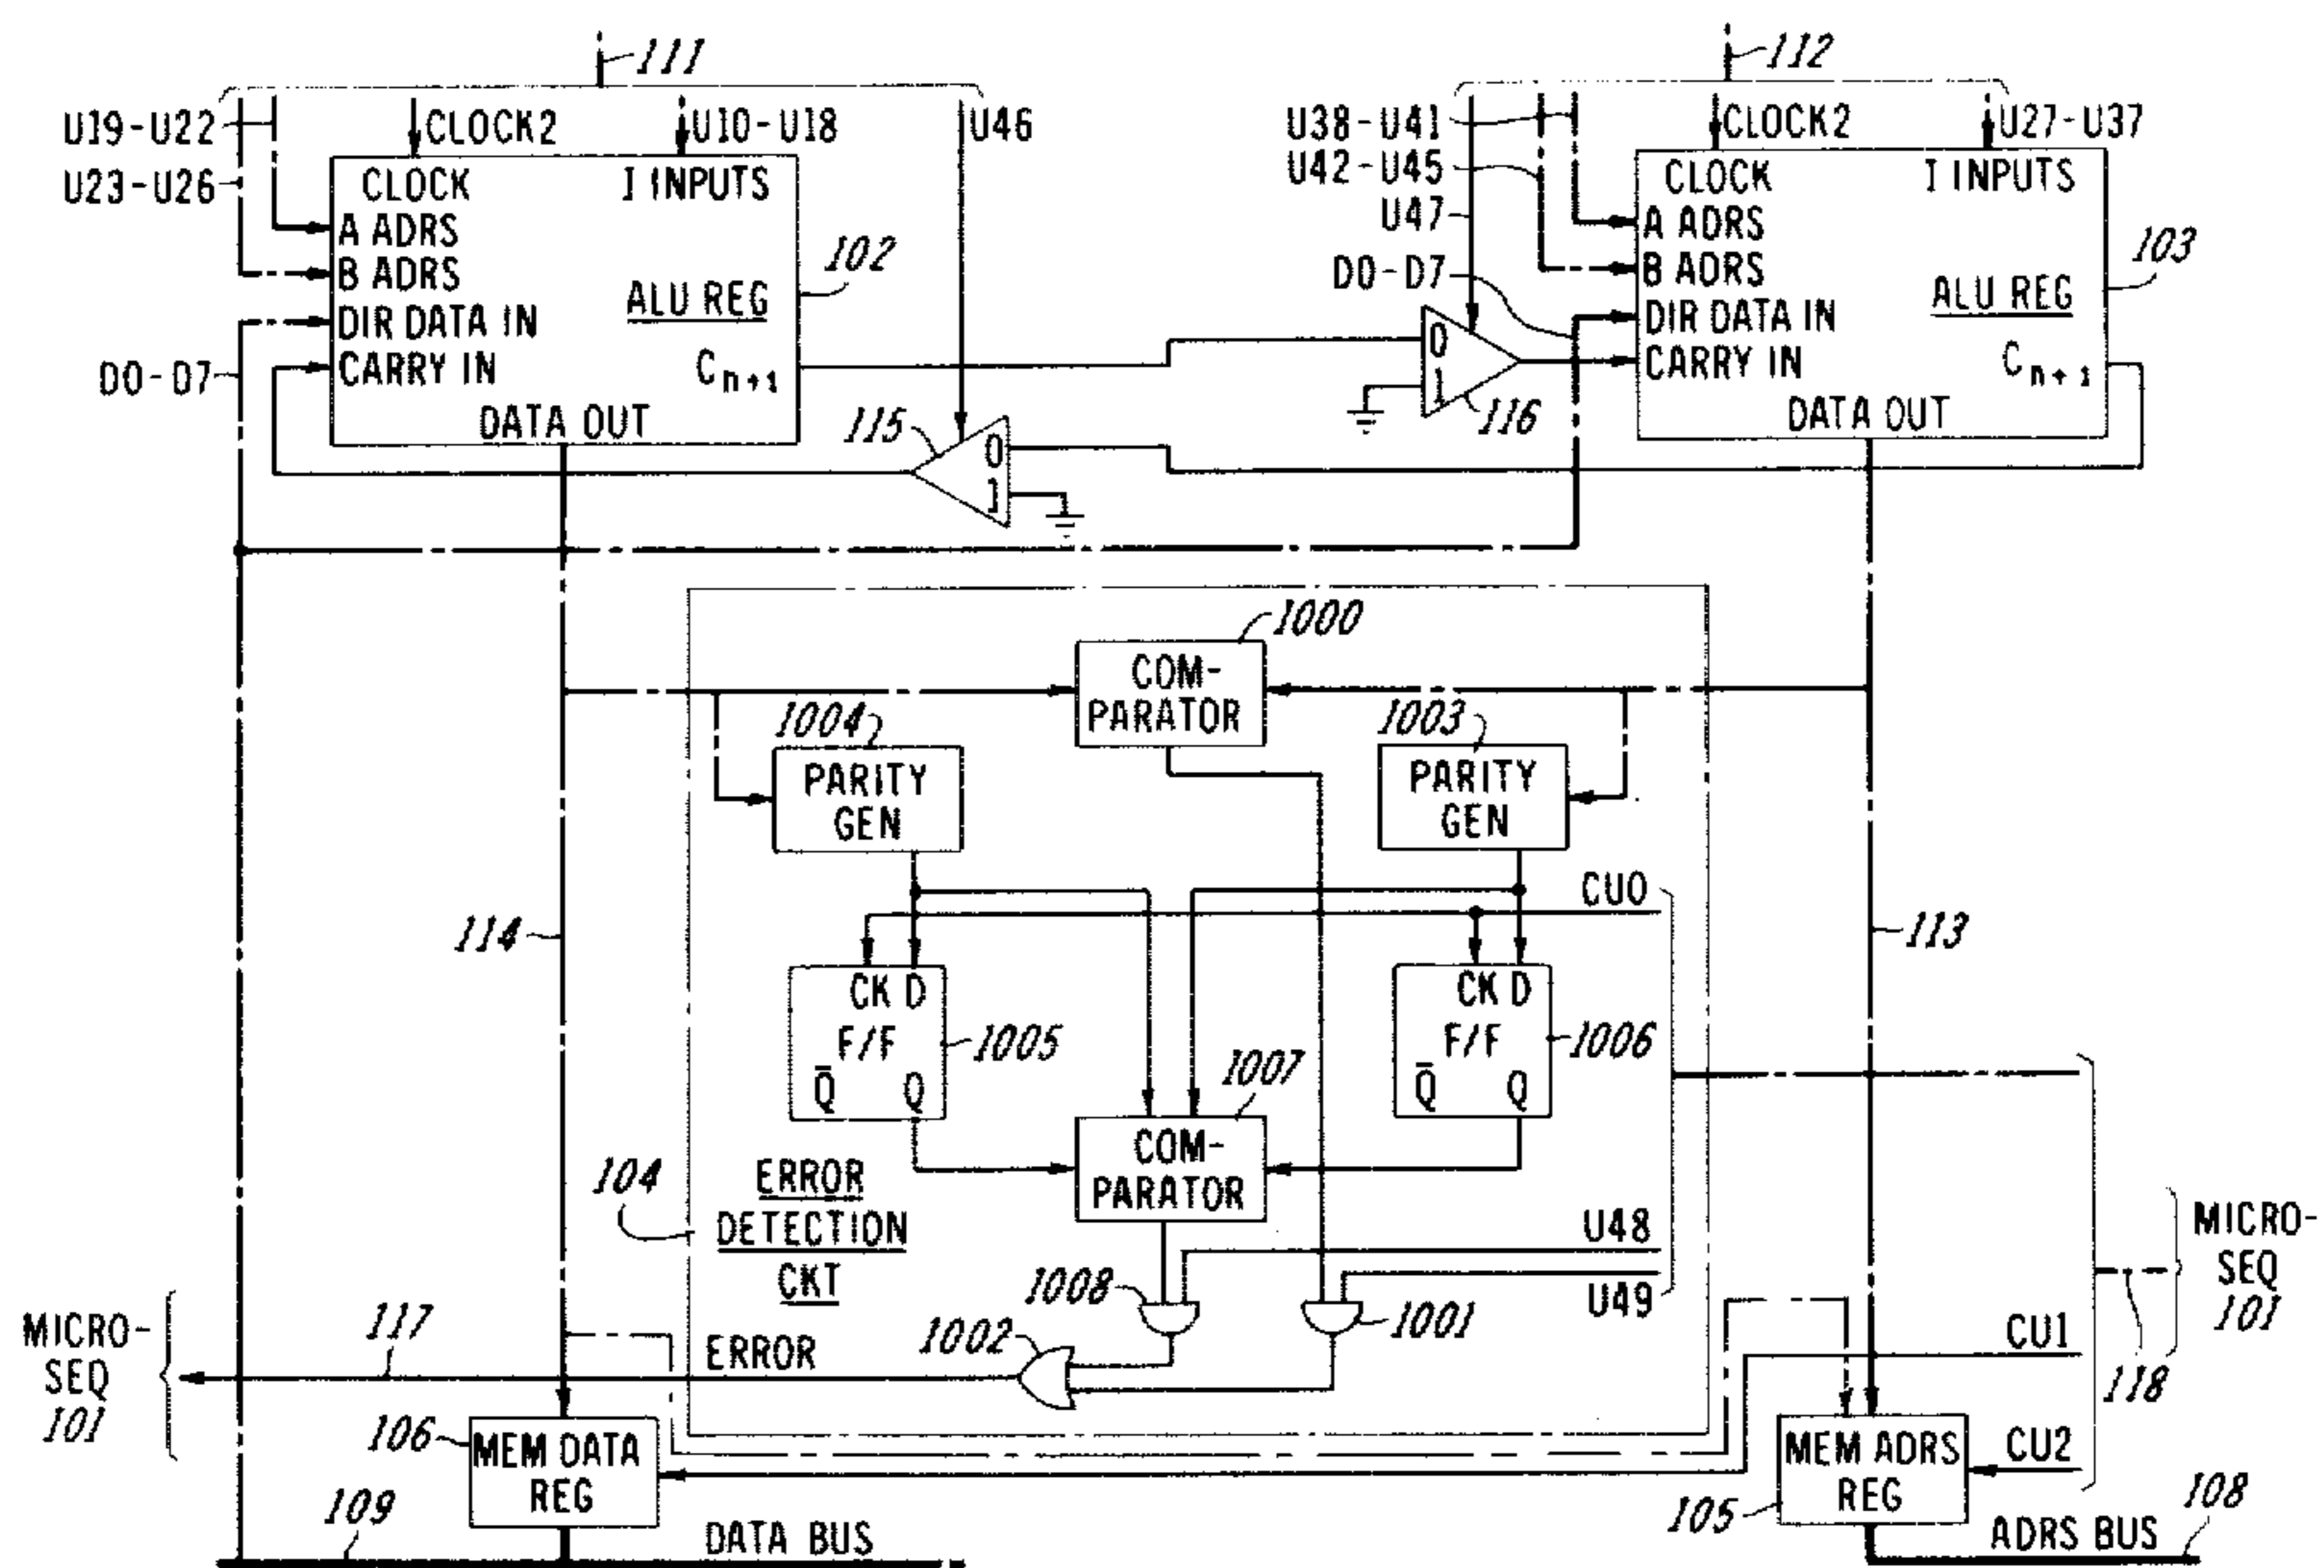 111
112
U19-U22
CLOCK2
U10-U18
U46
U38-U41
CLOCK2
U27-U37
U23-U26
U42-U45
U47
D0-D7
CLOCK
I INPUTS
A ADRS
B ADRS
DIR DATA IN
CARRY IN
ALU REG
Cn+1
DATA OUT
102
D0-D7
CLOCK
I INPUTS
A ADRS
B ADRS
DIR DATA IN
CARRY IN
ALU REG
Cn+1
DATA OUT
103
0
1
116
115
0
1
1000
COM-
PARATOR
1004
PARITY
GEN
1003
PARITY
GEN
CU0
114
113
CK D
F/F
Q̄ Q
1005
CK D
F/F
Q̄ Q
1006
1007
COM-
PARATOR
104
ERROR
DETECTION
CKT
U48
U49
1008
1001
1002
MICRO-
SEQ
101
117
ERROR
MICRO-
SEQ
101
118
CU1
CU2
106
MEM DATA
REG
105
MEM ADRS
REG
109
DATA BUS
ADRS BUS
108